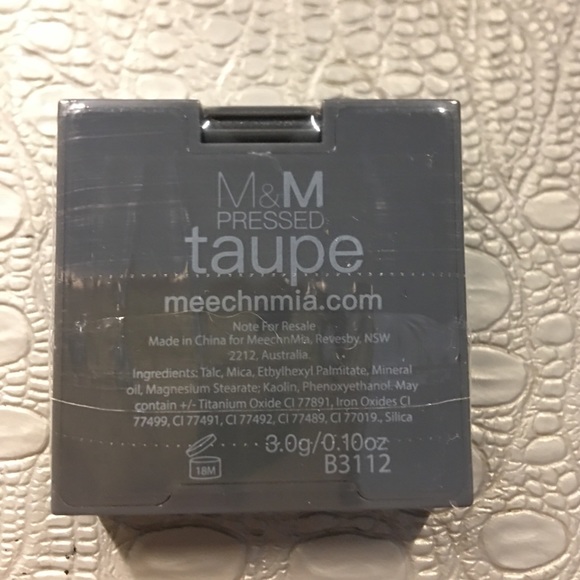 M&M
PRESSED
taupe
meechnmia.com
Note For Resale
Made in China for MeechnMia, Revesby, NSW
2212, Australia.
Ingredients: Talc, Mica, Ethylhexyl Palmitate, Mineral
oil, Magnesium Stearate; Kaolin, Phenoxyethanol. May
contain +/- Titanium Oxide CI 77891, Iron Oxides CI
77499, CI 77491, CI 77492, CI 77489, CI 77019., Silica
3.0g/0.10oz
18M
B3112